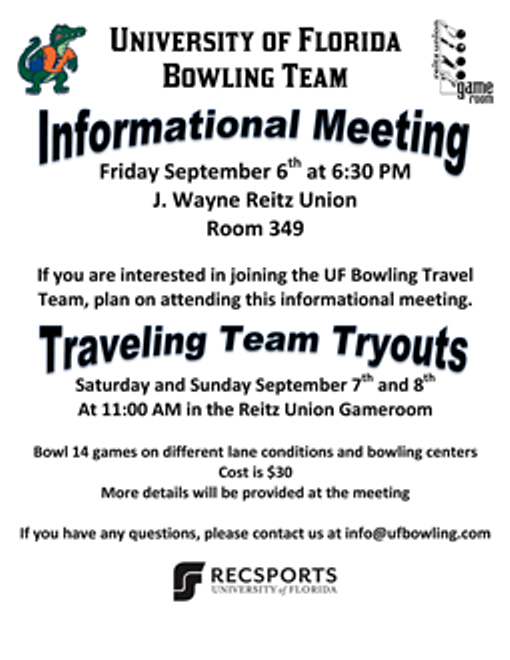 UNIVERSITY OF FLORIDA
BOWLING TEAM
reitz union
game
room
Informational Meeting
Friday September 6th at 6:30 PM
J. Wayne Reitz Union
Room 349
If you are interested in joining the UF Bowling Travel
Team, plan on attending this informational meeting.
Traveling Team Tryouts
Saturday and Sunday September 7th and 8th
At 11:00 AM in the Reitz Union Gameroom
Bowl 14 games on different lane conditions and bowling centers
Cost is $30
More details will be provided at the meeting
If you have any questions, please contact us at info@ufbowling.com
RECSPORTS
UNIVERSITY of FLORIDA